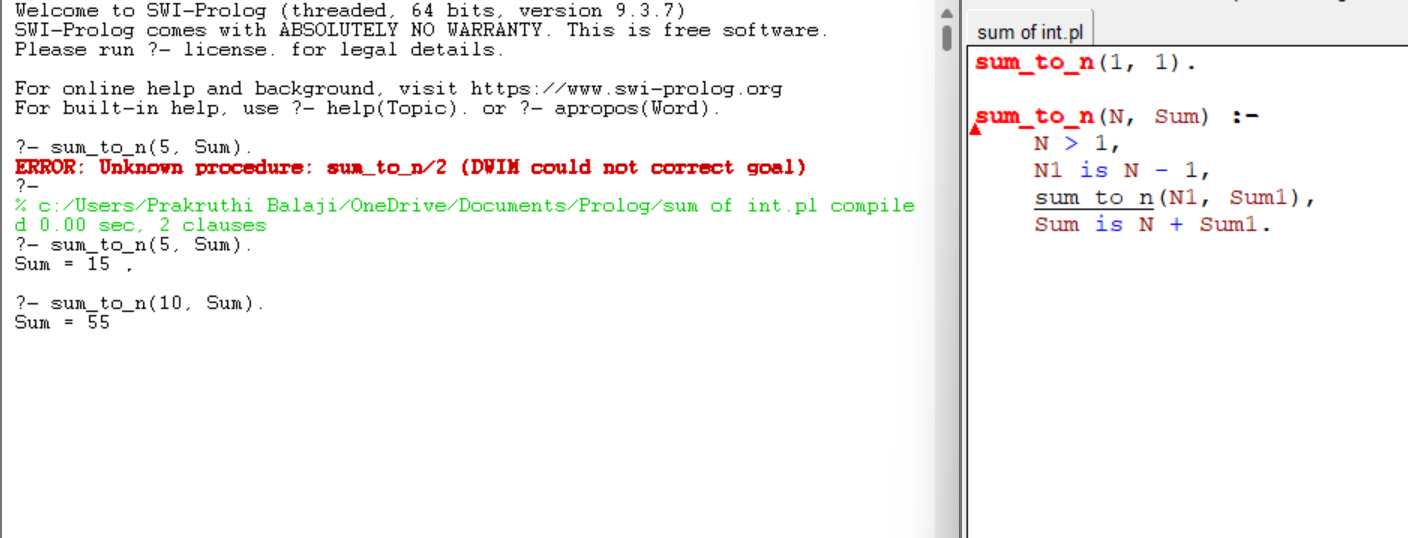 Welcome to SWI-Prolog (threaded, 64 bits, version 9.3.7)
SWI-Prolog comes with ABSOLUTELY NO WARRANTY. This is free software.
Please run ?- license. for legal details.

For online help and background, visit https://www.swi-prolog.org
For built-in help, use ?- help(Topic). or ?- apropos(Word).

?- sum_to_n(5, Sum).
ERROR: Unknown procedure: sum_to_n/2 (DWIM could not correct goal)
?-
% c:/Users/Prakruthi Balaji/OneDrive/Documents/Prolog/sum of int.pl compile
d 0.00 sec, 2 clauses
?- sum_to_n(5, Sum).
Sum = 15 .

?- sum_to_n(10, Sum).
Sum = 55

sum of int.pl
sum_to_n(1, 1).

sum_to_n(N, Sum) :-
    N > 1,
    N1 is N - 1,
    sum_to_n(N1, Sum1),
    Sum is N + Sum1.